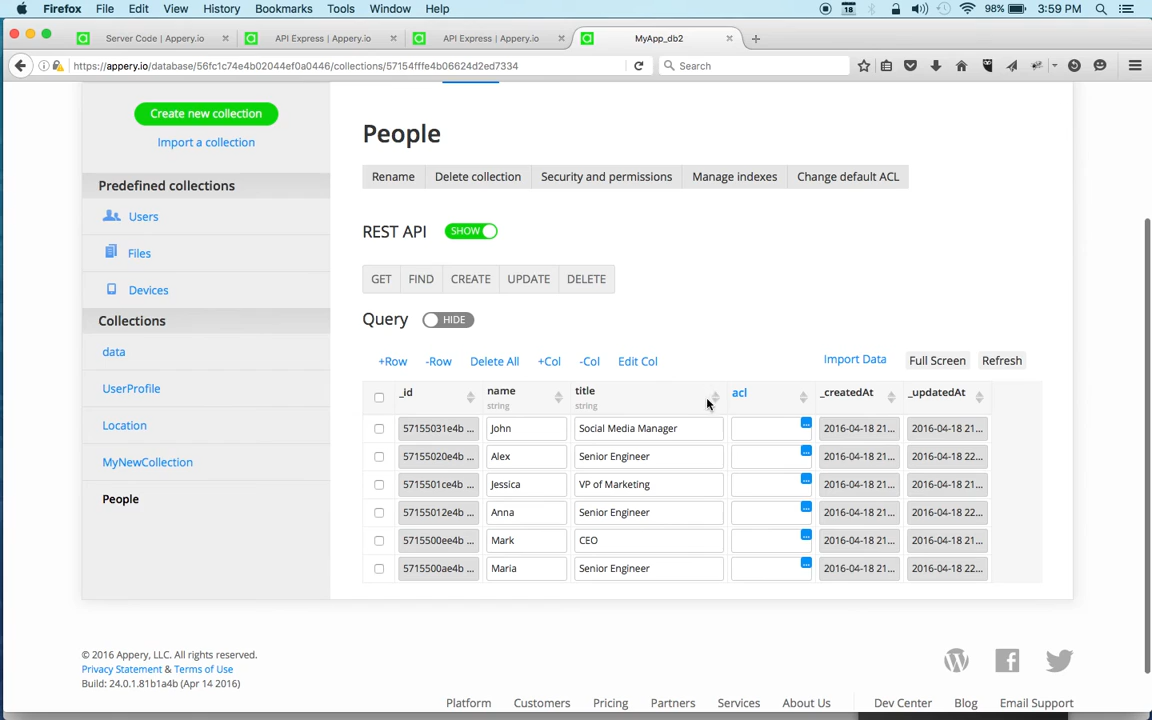 Firefox File Edit View History Bookmarks Tools Window Help 18 98% 3:59 PM
Server Code | Appery.io API Express | Appery.io API Express | Appery.io MyApp_db2
https://appery.io/database/56fc1c74e4b02044ef0a0446/collections/57154fffe4b06624d2ed7334 Search
Create new collection
Import a collection
Predefined collections
Users
Files
Devices
Collections
data
UserProfile
Location
MyNewCollection
People
People
Rename Delete collection Security and permissions Manage indexes Change default ACL
REST API SHOW
GET FIND CREATE UPDATE DELETE
Query HIDE
+Row -Row Delete All +Col -Col Edit Col Import Data Full Screen Refresh
_id name string title string acl _createdAt _updatedAt
57155031e4b ... John Social Media Manager ... 2016-04-18 21... 2016-04-18 21...
57155020e4b ... Alex Senior Engineer ... 2016-04-18 21... 2016-04-18 22...
5715501ce4b ... Jessica VP of Marketing ... 2016-04-18 21... 2016-04-18 21...
57155012e4b ... Anna Senior Engineer ... 2016-04-18 21... 2016-04-18 22...
5715500ee4b ... Mark CEO ... 2016-04-18 21... 2016-04-18 21...
5715500ae4b ... Maria Senior Engineer ... 2016-04-18 21... 2016-04-18 22...
© 2016 Appery, LLC. All rights reserved.
Privacy Statement & Terms of Use
Build: 24.0.1.81b1a4b (Apr 14 2016)
Platform Customers Pricing Partners Services About Us Dev Center Blog Email Support